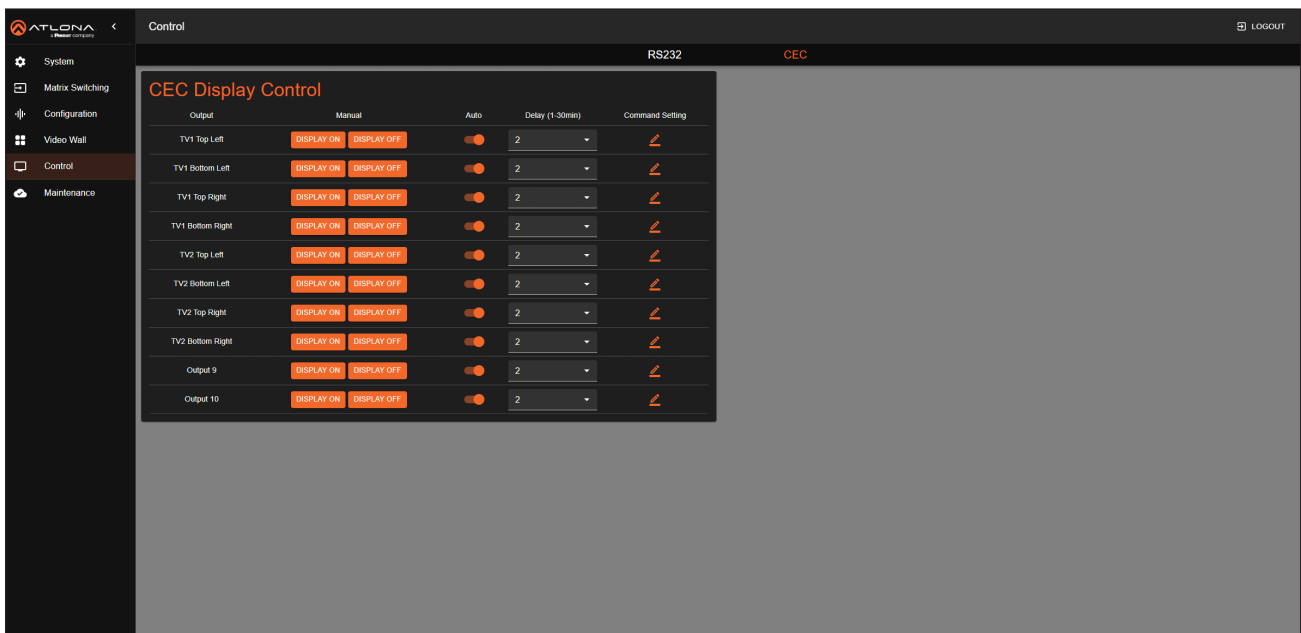 ATLONA
a Panduit company
Control
LOGOUT
System
Matrix Switching
Configuration
Video Wall
Control
Maintenance
RS232 CEC
CEC Display Control
Output Manual Auto Delay (1-30min) Command Setting
TV1 Top Left DISPLAY ON DISPLAY OFF 2
TV1 Bottom Left DISPLAY ON DISPLAY OFF 2
TV1 Top Right DISPLAY ON DISPLAY OFF 2
TV1 Bottom Right DISPLAY ON DISPLAY OFF 2
TV2 Top Left DISPLAY ON DISPLAY OFF 2
TV2 Bottom Left DISPLAY ON DISPLAY OFF 2
TV2 Top Right DISPLAY ON DISPLAY OFF 2
TV2 Bottom Right DISPLAY ON DISPLAY OFF 2
Output 9 DISPLAY ON DISPLAY OFF 2
Output 10 DISPLAY ON DISPLAY OFF 2